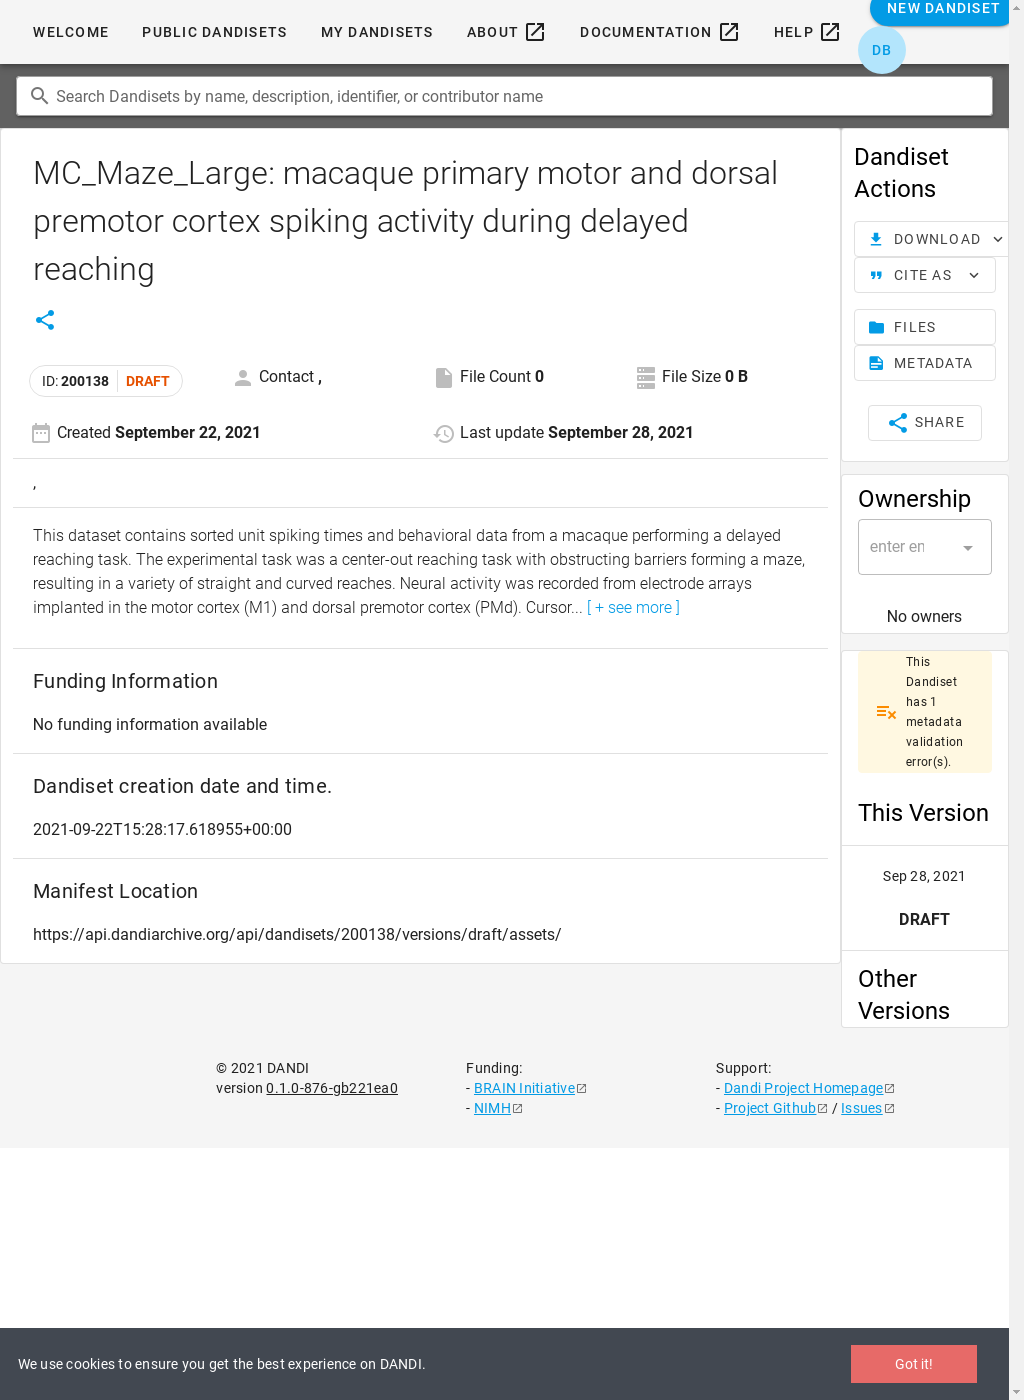 WELCOME
PUBLIC DANDISETS
MY DANDISETS
ABOUT
DOCUMENTATION
HELP
NEW DANDISET
DB
Search Dandisets by name, description, identifier, or contributor name
MC_Maze_Large: macaque primary motor and dorsal
premotor cortex spiking activity during delayed
reaching
ID: 200138 DRAFT
Contact ,
File Count 0
File Size 0 B
Created September 22, 2021
Last update September 28, 2021
,
This dataset contains sorted unit spiking times and behavioral data from a macaque performing a delayed
reaching task. The experimental task was a center-out reaching task with obstructing barriers forming a maze,
resulting in a variety of straight and curved reaches. Neural activity was recorded from electrode arrays
implanted in the motor cortex (M1) and dorsal premotor cortex (PMd). Cursor... [ + see more ]
Funding Information
No funding information available
Dandiset creation date and time.
2021-09-22T15:28:17.618955+00:00
Manifest Location
https://api.dandiarchive.org/api/dandisets/200138/versions/draft/assets/
Dandiset
Actions
DOWNLOAD
CITE AS
FILES
METADATA
SHARE
Ownership
enter en
No owners
This
Dandiset
has 1
metadata
validation
error(s).
This Version
Sep 28, 2021
DRAFT
Other
Versions
© 2021 DANDI
version 0.1.0-876-gb221ea0
Funding:
- BRAIN Initiative
- NIMH
Support:
- Dandi Project Homepage
- Project Github / Issues
We use cookies to ensure you get the best experience on DANDI.
Got it!